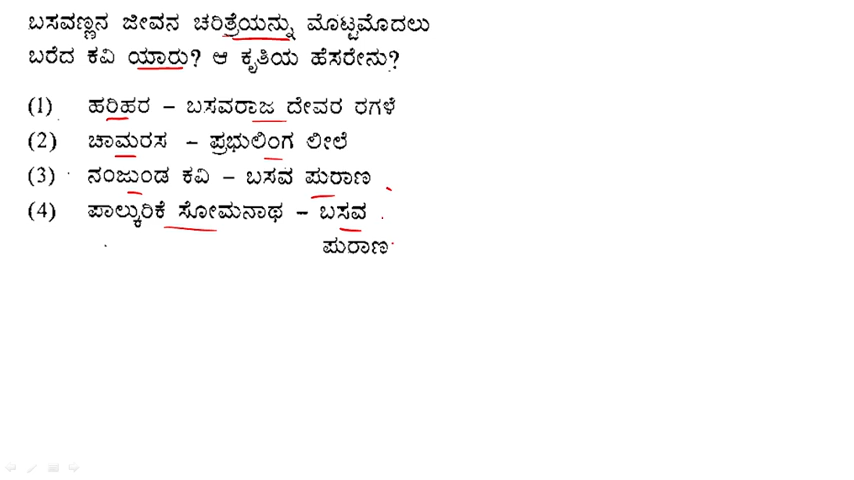 ಬಸವಣ್ಣನ ಜೀವನ ಚರಿತ್ರೆಯನ್ನು ಮೊಟ್ಟಮೊದಲು
ಬರೆದ ಕವಿ ಯಾರು? ಆ ಕೃತಿಯ ಹೆಸರೇನು?
(1) ಹರಿಹರ – ಬಸವರಾಜ ದೇವರ ರಗಳೆ
(2) ಚಾಮರಸ – ಪ್ರಭುಲಿಂಗ ಲೀಲೆ
(3) ನಂಜುಂಡ ಕವಿ – ಬಸವ ಪುರಾಣ
(4) ಪಾಲ್ಕುರಿಕೆ ಸೋಮನಾಥ – ಬಸವ
ಪುರಾಣ